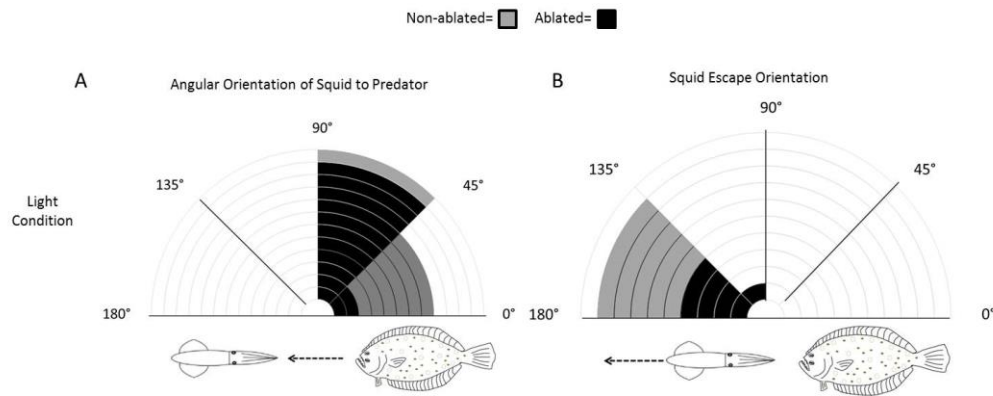 Non-ablated= Ablated=
A Angular Orientation of Squid to Predator
B Squid Escape Orientation
Light
Condition
90°
135° 45°
180° 0°
90°
135° 45°
180° 0°